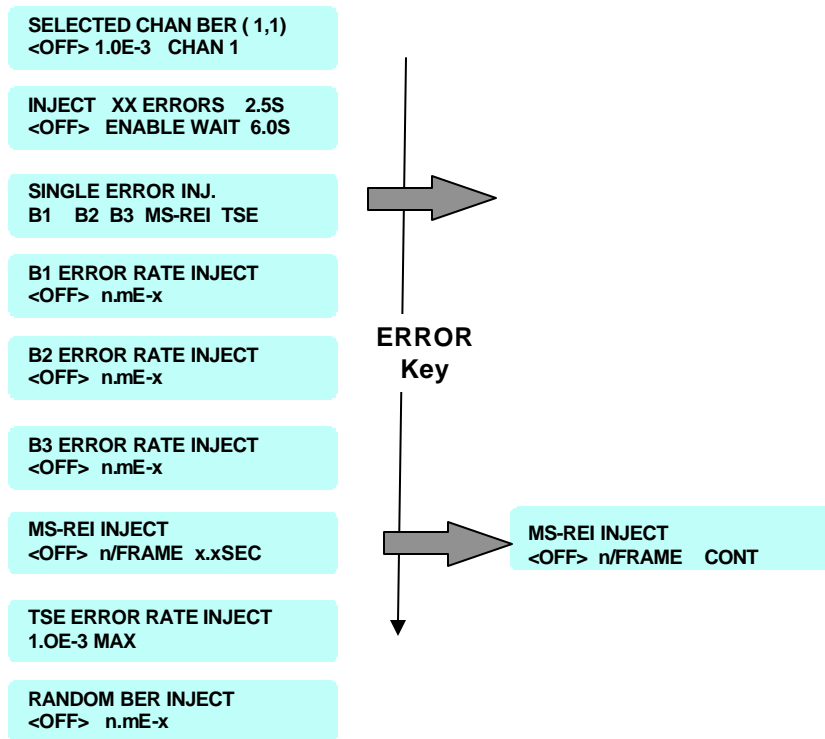 SELECTED CHAN BER ( 1,1)
<OFF> 1.0E-3 CHAN 1
INJECT XX ERRORS 2.5S
<OFF> ENABLE WAIT 6.0S
SINGLE ERROR INJ.
B1 B2 B3 MS-REI TSE
B1 ERROR RATE INJECT
<OFF> n.mE-x
B2 ERROR RATE INJECT
<OFF> n.mE-x
ERROR
Key
B3 ERROR RATE INJECT
<OFF> n.mE-x
MS-REI INJECT
<OFF> n/FRAME x.xSEC
MS-REI INJECT
<OFF> n/FRAME CONT
TSE ERROR RATE INJECT
1.OE-3 MAX
RANDOM BER INJECT
<OFF> n.mE-x